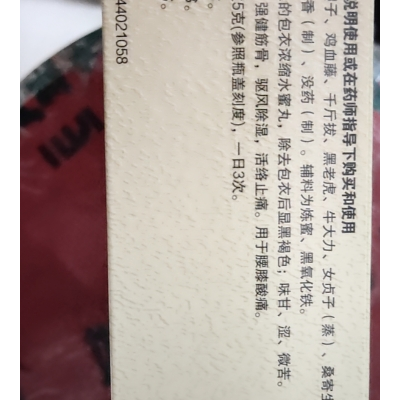 说明使用或在药师指导下购买和使用
子、鸡血藤、千斤拔、黑老虎、牛大力、女贞子（蒸）、桑寄生
香（制）、没药（制）。辅料为炼蜜、黑氧化铁。
的包衣浓缩水蜜丸，除去包衣后显黑褐色；味甘、涩、微苦。
强健筋骨，驱风除湿，活络止痛。用于腰膝酸痛。
5克（参照瓶盖刻度），一日3次。
44021058